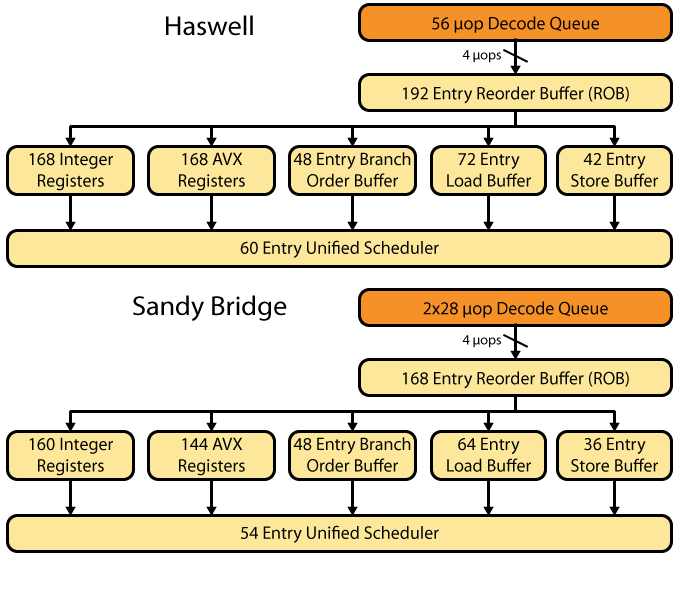 Haswell
56 μop Decode Queue
4 μops
192 Entry Reorder Buffer (ROB)
168 Integer
Registers
168 AVX
Registers
48 Entry Branch
Order Buffer
72 Entry
Load Buffer
42 Entry
Store Buffer
60 Entry Unified Scheduler
Sandy Bridge
2x28 μop Decode Queue
4 μops
168 Entry Reorder Buffer (ROB)
160 Integer
Registers
144 AVX
Registers
48 Entry Branch
Order Buffer
64 Entry
Load Buffer
36 Entry
Store Buffer
54 Entry Unified Scheduler